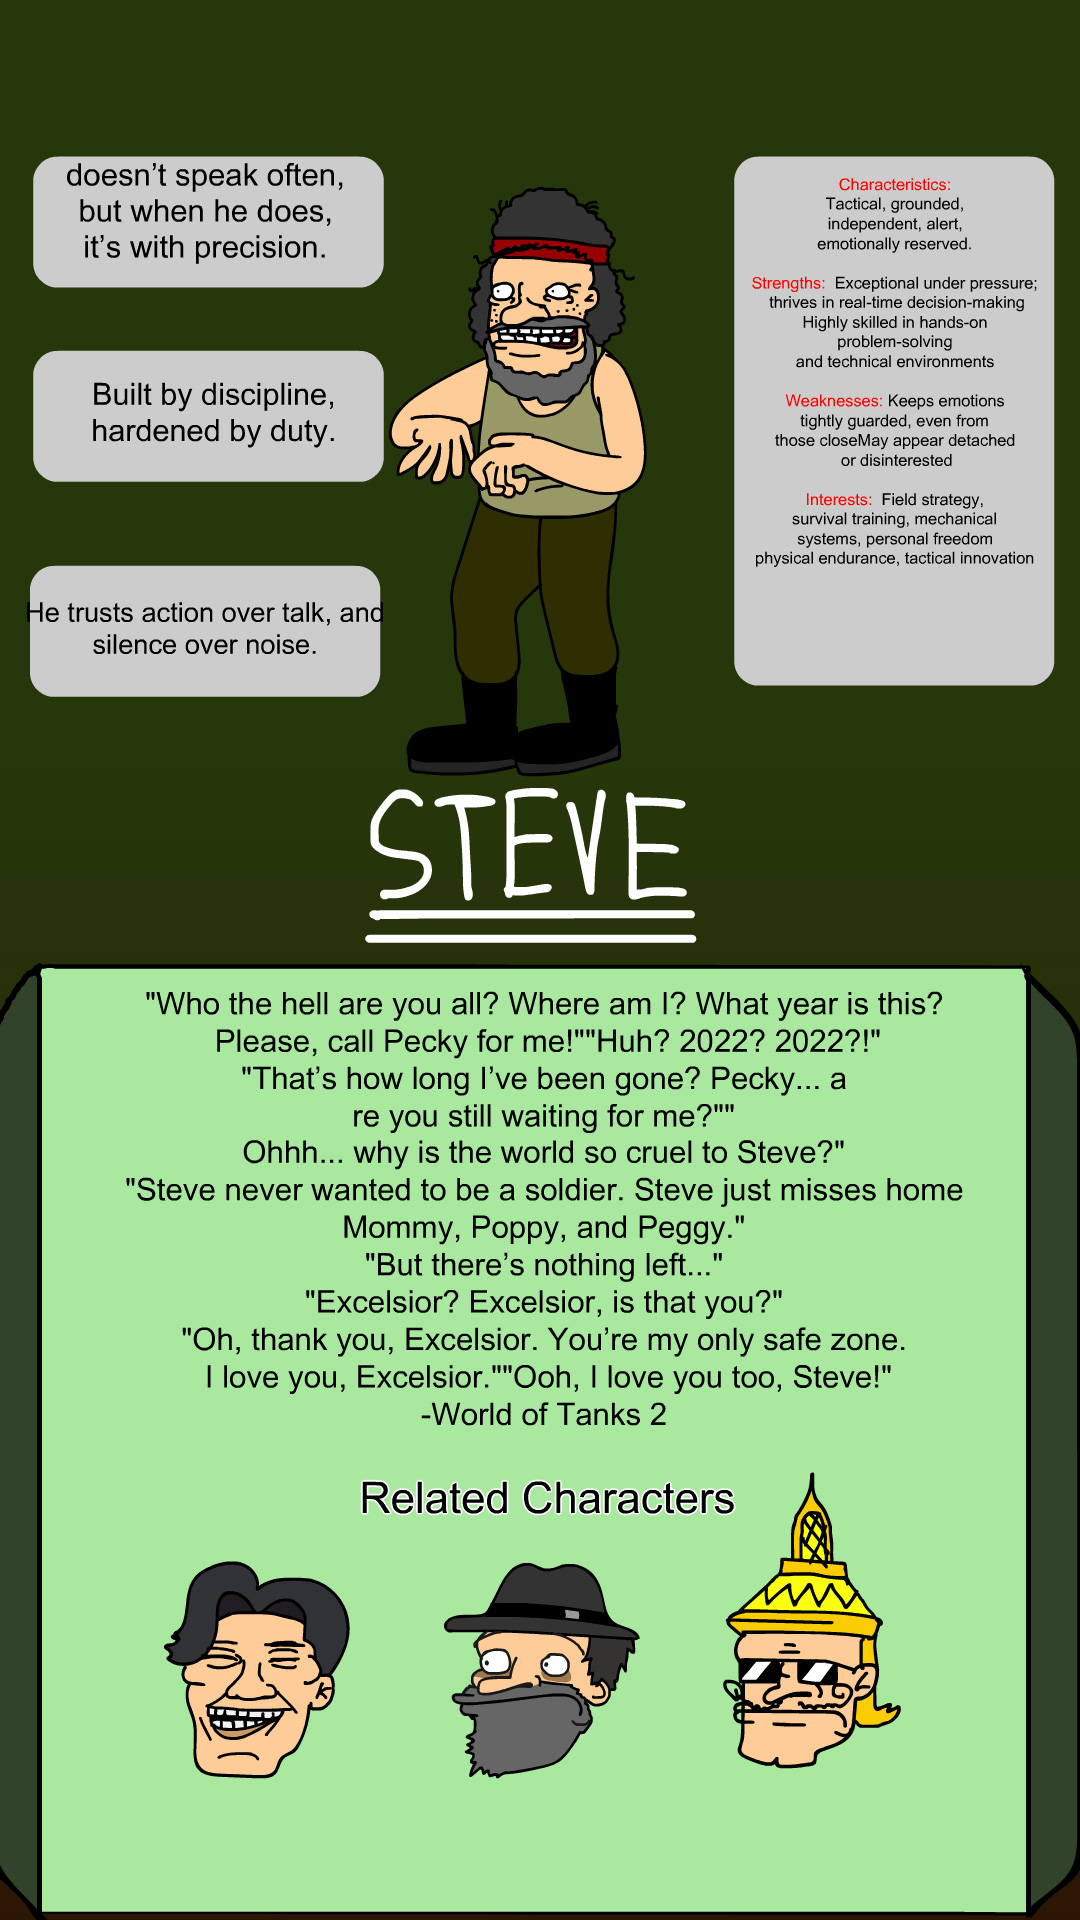 doesn’t speak often,
but when he does,
it’s with precision.
Built by discipline,
hardened by duty.
He trusts action over talk, and
silence over noise.
Characteristics:
Tactical, grounded,
independent, alert,
emotionally reserved.
Strengths: Exceptional under pressure;
thrives in real-time decision-making
Highly skilled in hands-on
problem-solving
and technical environments
Weaknesses: Keeps emotions
tightly guarded, even from
those closeMay appear detached
or disinterested
Interests: Field strategy,
survival training, mechanical
systems, personal freedom
physical endurance, tactical innovation
STEVE
"Who the hell are you all? Where am I? What year is this?
Please, call Pecky for me!""Huh? 2022? 2022?!"
"That’s how long I’ve been gone? Pecky... a
re you still waiting for me?""
Ohhh... why is the world so cruel to Steve?"
"Steve never wanted to be a soldier. Steve just misses home
Mommy, Poppy, and Peggy."
"But there’s nothing left..."
"Excelsior? Excelsior, is that you?"
"Oh, thank you, Excelsior. You’re my only safe zone.
I love you, Excelsior.""Ooh, I love you too, Steve!"
-World of Tanks 2
Related Characters